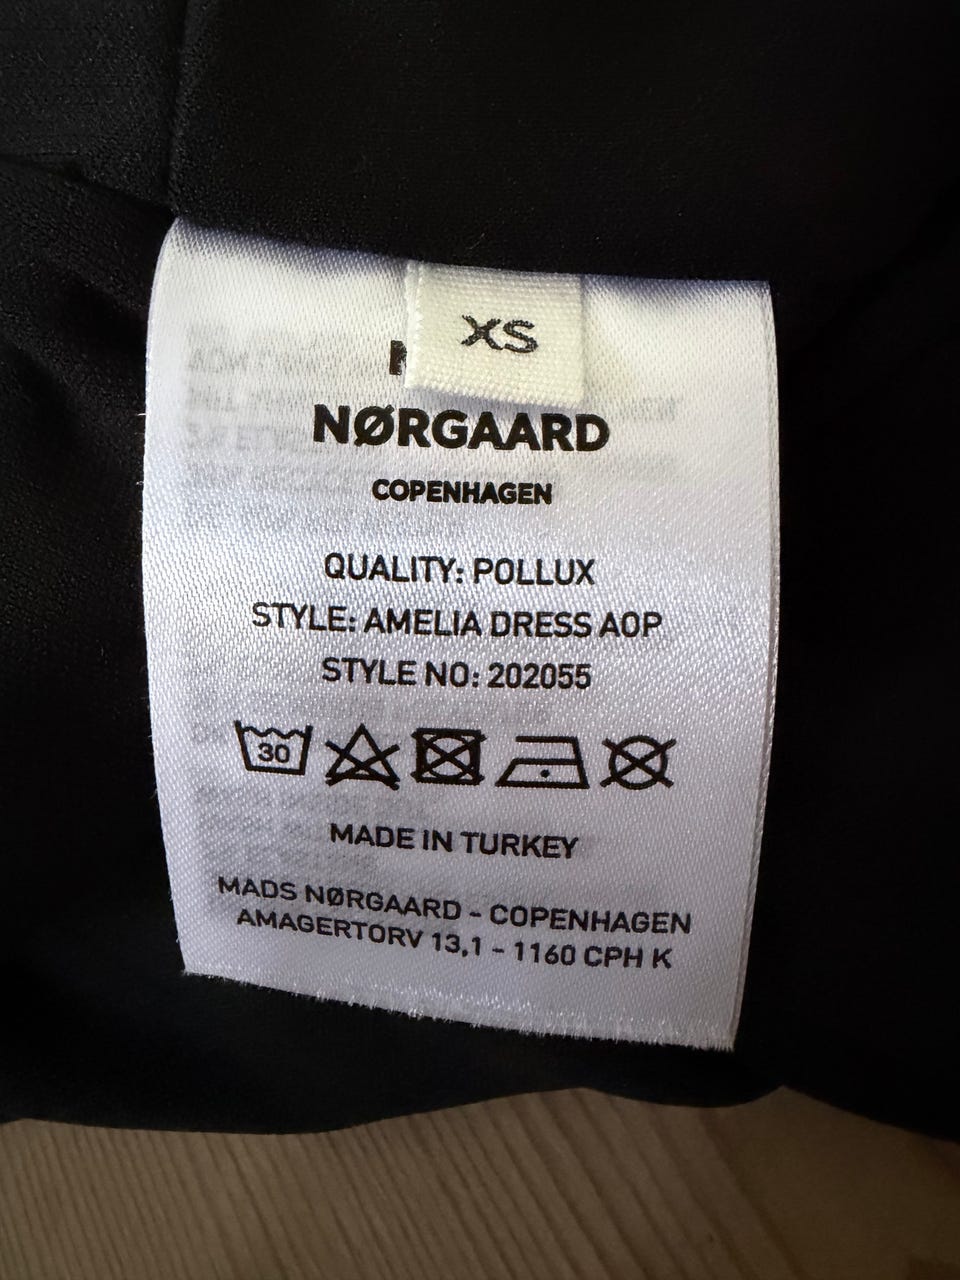 XS
NØRGAARD
COPENHAGEN
QUALITY: POLLUX
STYLE: AMELIA DRESS AOP
STYLE NO: 202055
30
MADE IN TURKEY
MADS NØRGAARD - COPENHAGEN
AMAGERTORV 13,1 - 1160 CPH K